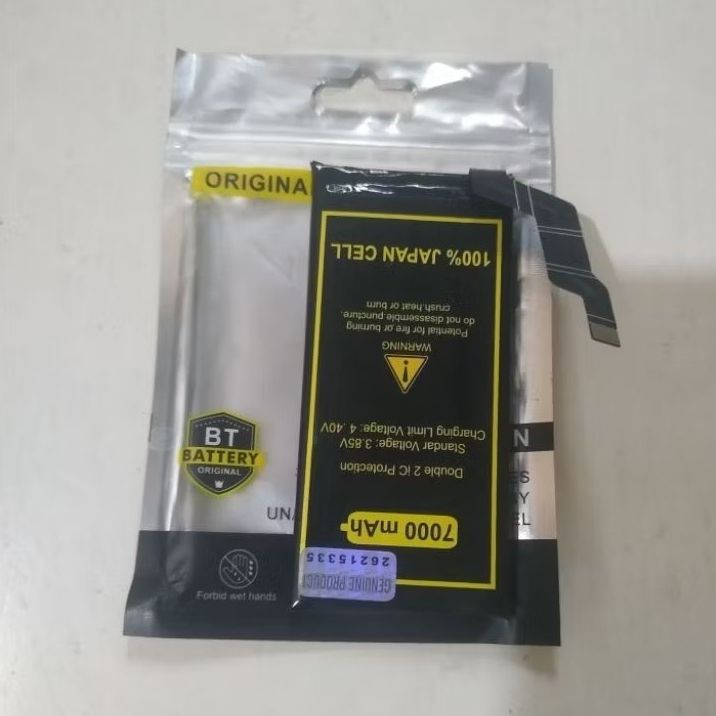 ORIGINA
100% JAPAN CELL
Potential for fire or burning
do not disassemble puncture.
crush.heat or burn
WARNING
Charging Limit Voltage: 4.40V
Standar Voltage: 3.85V
Double 2 iC Protection
7000 mAh
26215335
GENUINE PRODUCT
BT
BATTERY
ORIGINAL
Forbid wet hands